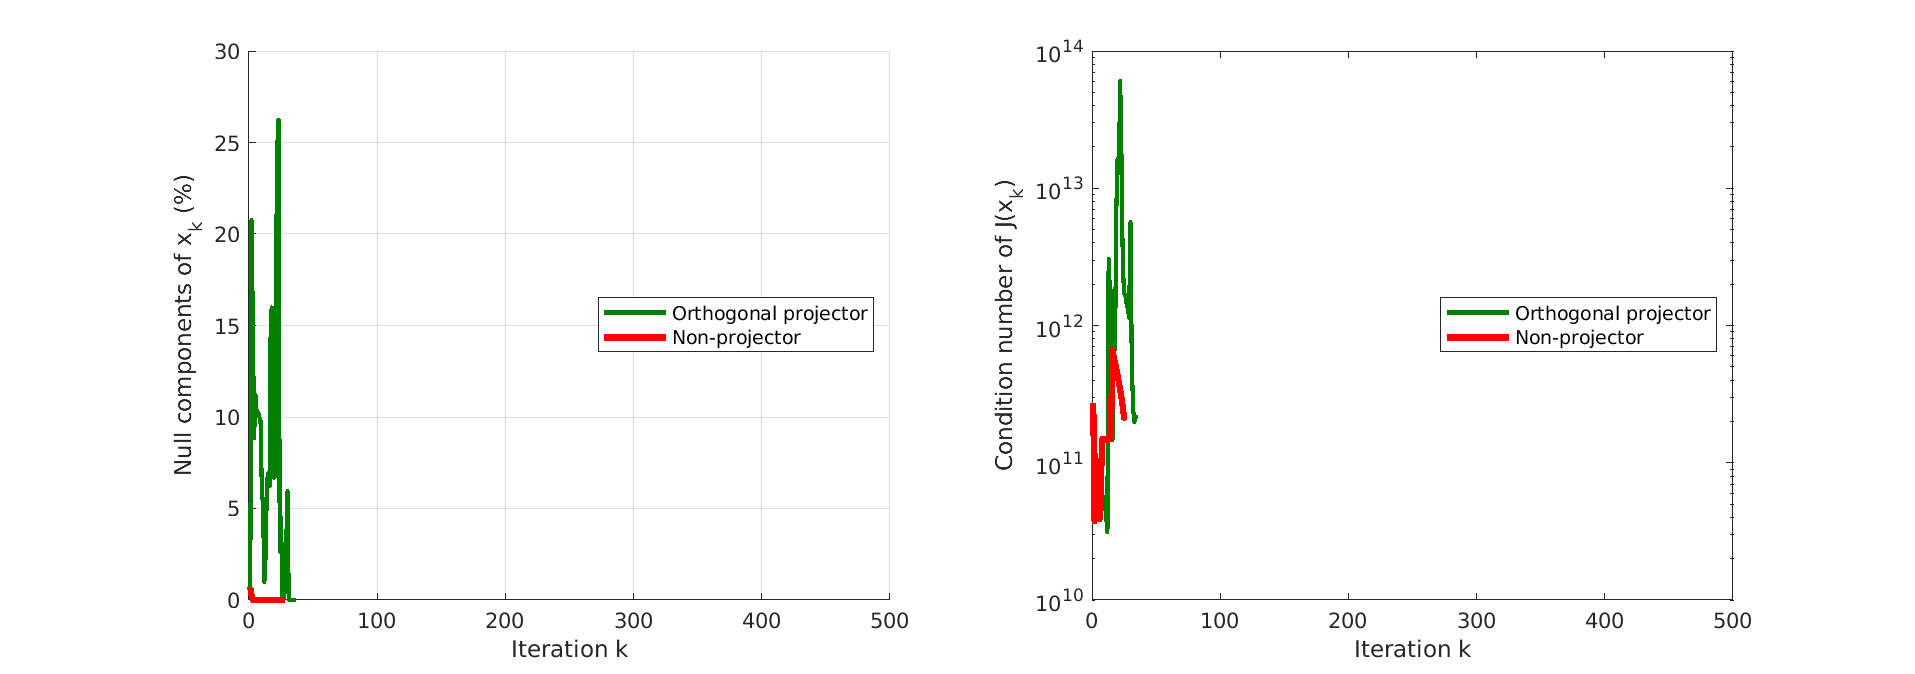 30
25
20
15
10
5
0
0 100 200 300 400 500
Null components of x_k (%)
Iteration k
Orthogonal projector
Non-projector
10^14
10^13
10^12
10^11
10^10
0 100 200 300 400 500
Condition number of J(x_k)
Iteration k
Orthogonal projector
Non-projector